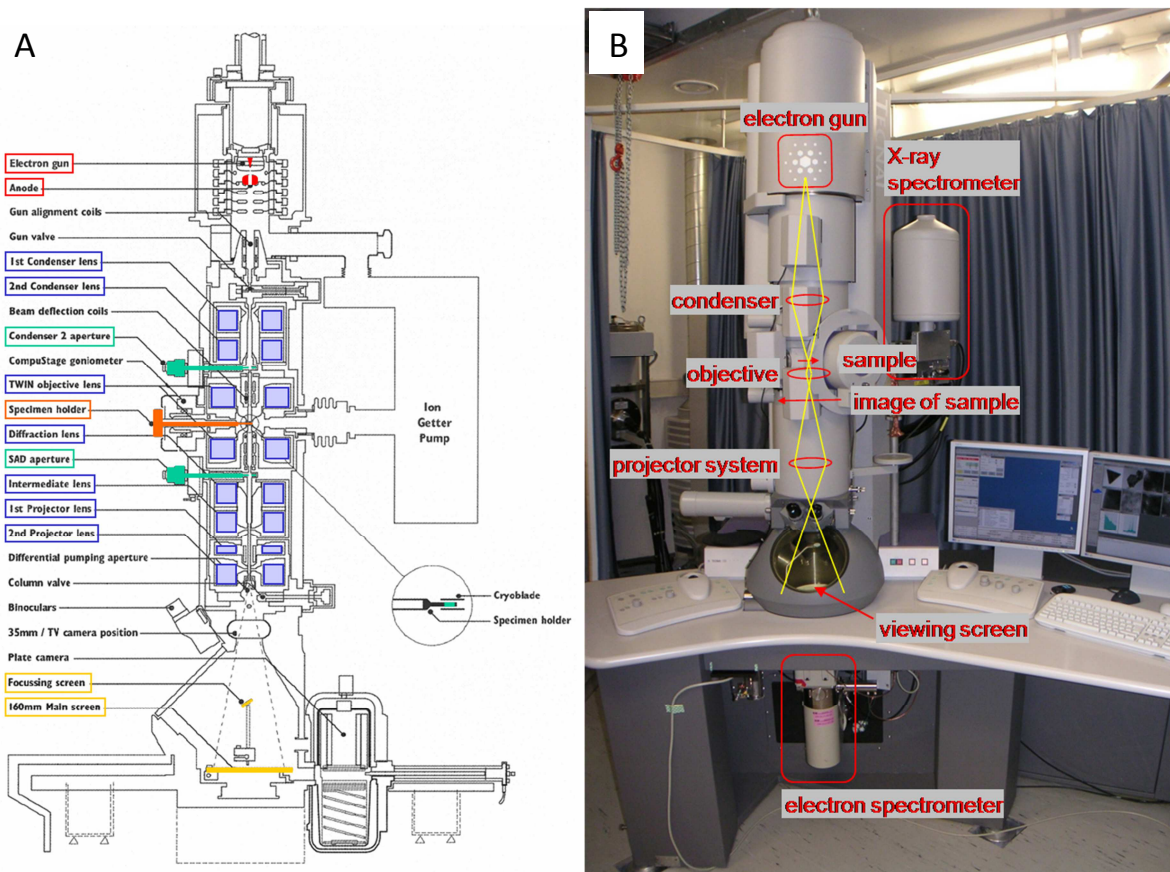 A
Electron gun
Anode
Gun alignment coils
Gun valve
1st Condenser lens
2nd Condenser lens
Beam deflection coils
Condenser 2 aperture
CompuStage goniometer
TWIN objective lens
Specimen holder
Diffraction lens
SAD aperture
Intermediate lens
1st Projector lens
2nd Projector lens
Differential pumping aperture
Column valve
Binoculars
35mm / TV camera position
Plate camera
Focussing screen
160mm Main screen
Ion
Getter
Pump
Cryoblade
Specimen holder
B
electron gun
X-ray
spectrometer
condenser
sample
objective
image of sample
projector system
viewing screen
electron spectrometer